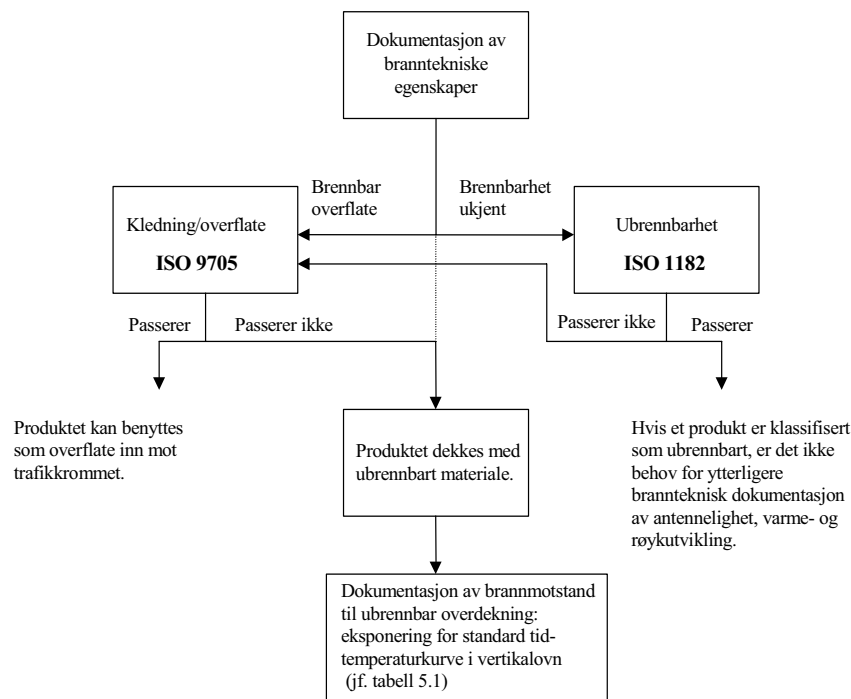 Dokumentasjon av
branntekniske
egenskaper
Brennbar
overflate
Brennbarhet
ukjent
Kledning/overflate
ISO 9705
Ubrennbarhet
ISO 1182
Passerer
Passerer ikke
Passerer ikke
Passerer
Produktet kan benyttes
som overflate inn mot
trafikkrommet.
Produktet dekkes med
ubrennbart materiale.
Hvis et produkt er klassifisert
som ubrennbart, er det ikke
behov for ytterligere
brannteknisk dokumentasjon
av antennelighet, varme- og
røykutvikling.
Dokumentasjon av brannmotstand
til ubrennbar overdekning:
eksponering for standard tid-
temperaturkurve i vertikalovn
(jf. tabell 5.1)